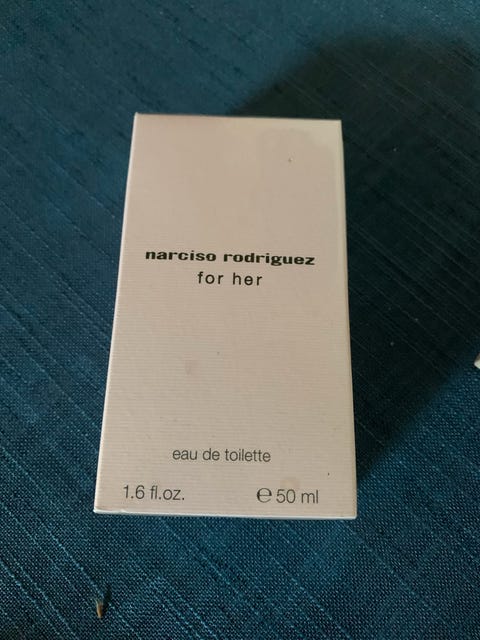 narciso rodriguez
for her
eau de toilette
1.6 fl.oz. ℮ 50 ml